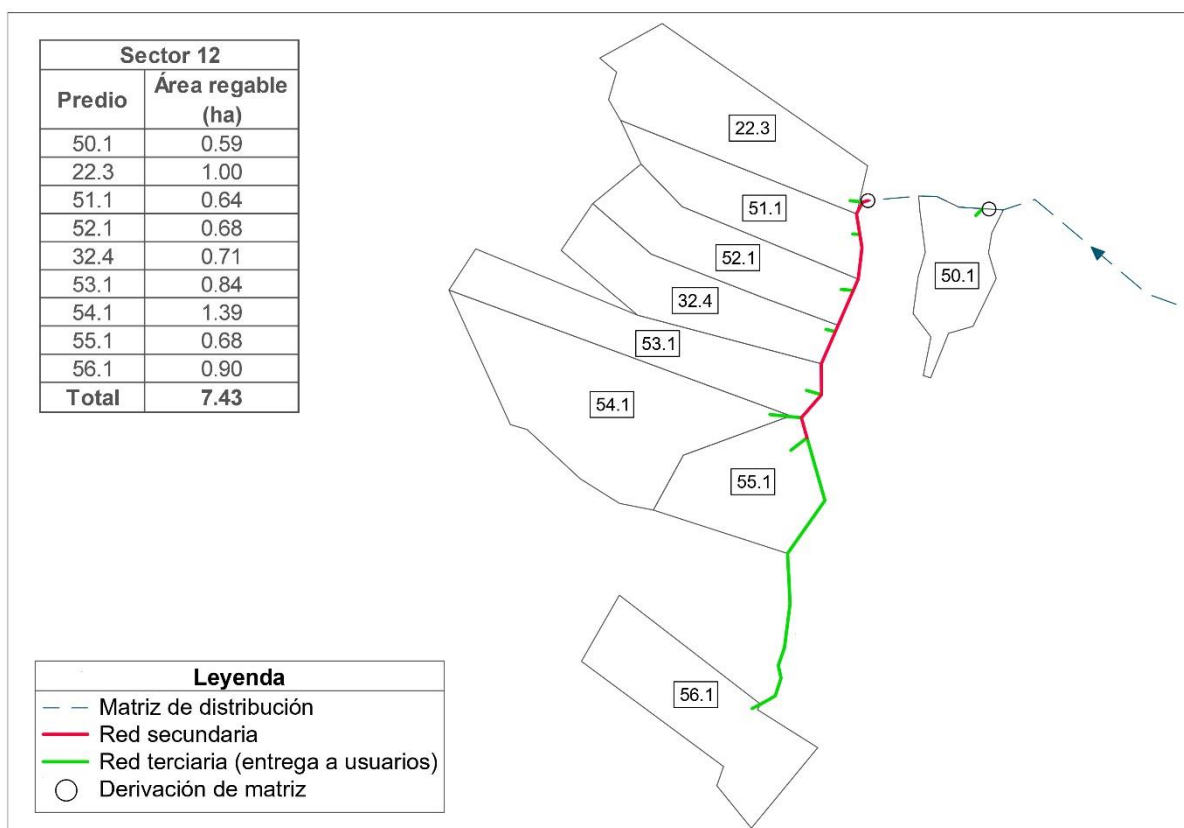 Sector 12
Predio Área regable (ha)
50.1 0.59
22.3 1.00
51.1 0.64
52.1 0.68
32.4 0.71
53.1 0.84
54.1 1.39
55.1 0.68
56.1 0.90
Total 7.43
22.3
51.1
52.1
50.1
32.4
53.1
54.1
55.1
56.1
Leyenda
Matriz de distribución
Red secundaria
Red terciaria (entrega a usuarios)
Derivación de matriz